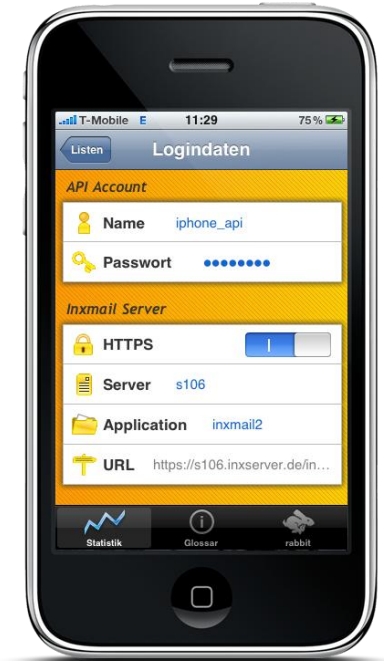 T-Mobile E 11:29 75 %
Listen Logindaten
API Account
Name iphone_api
Passwort ●●●●●●●●
Inxmail Server
HTTPS
Server s106
Application inxmail2
URL https://s106.inxserver.de/in...
Statistik Glossar rabbit